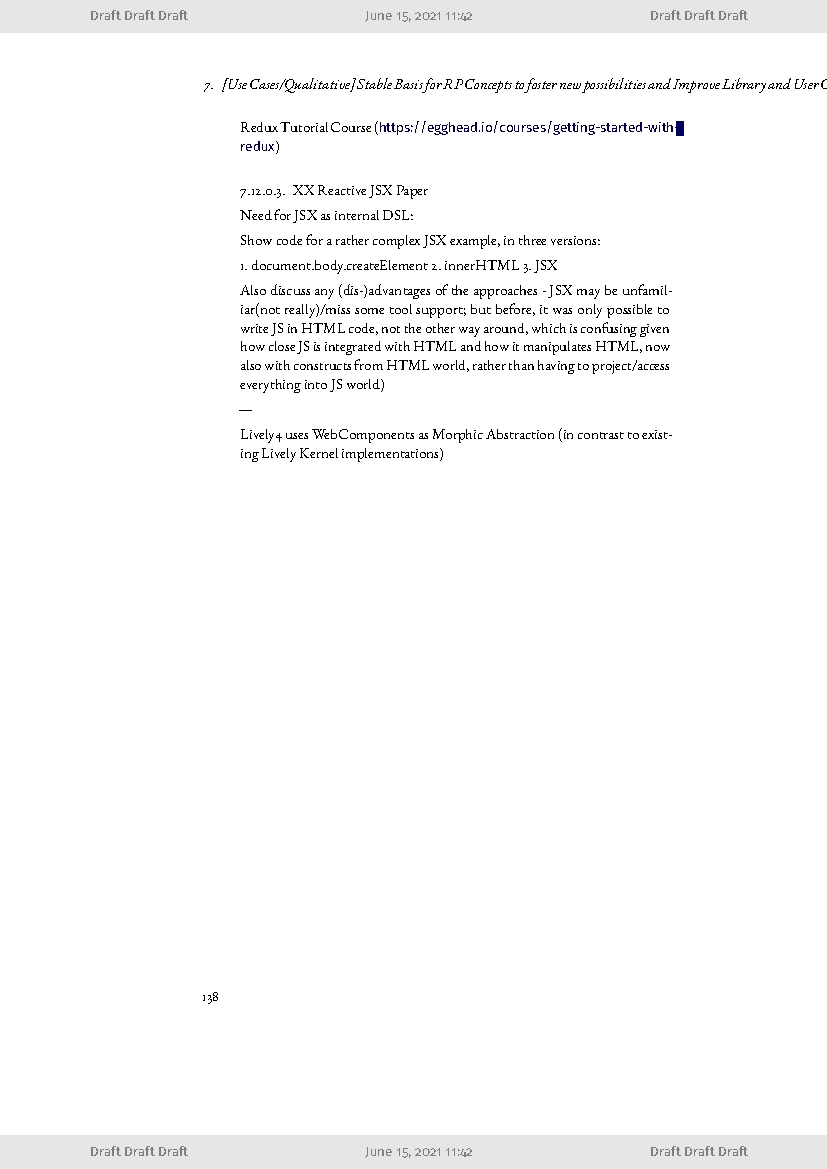 Draft Draft Draft June 15, 2021 11:42 Draft Draft Draft
7. [Use Cases/Qualitative] Stable Basis for RP Concepts to foster new possibilities and Improve Library and User
Redux Tutorial Course (https://egghead.io/courses/getting-started-with-
redux)
7.12.0.3. XX Reactive JSX Paper
Need for JSX as internal DSL:
Show code for a rather complex JSX example, in three versions:
1. document.body.createElement 2. innerHTML 3. JSX
Also discuss any (dis-)advantages of the approaches - JSX may be unfamil-
iar(not really)/miss some tool support; but before, it was only possible to
write JS in HTML code, not the other way around, which is confusing given
how close JS is integrated with HTML and how it manipulates HTML, now
also with constructs from HTML world, rather than having to project/access
everything into JS world)
—
Lively4 uses WebComponents as Morphic Abstraction (in contrast to exist-
ing Lively Kernel implementations)
138
Draft Draft Draft June 15, 2021 11:42 Draft Draft Draft